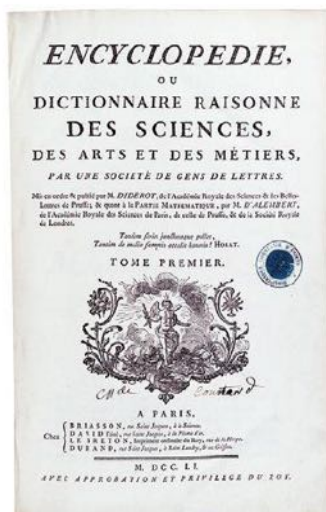 ENCYCLOPEDIE,
OU
DICTIONNAIRE RAISONNE
DES SCIENCES,
DES ARTS ET DES MÉTIERS,
PAR UNE SOCIETÉ DE GENS DE LETTRES.
Mis en ordre & publié par M. DIDEROT, de l'Académie Royale des Sciences & des Belles-
Lettres de Prusse; & quant à la PARTIE MATHÉMATIQUE, par M. D'ALEMBERT,
de l'Académie Royale des Sciences de Paris, de celle de Prusse, & de la Société Royale
de Londres.
Tantùm series juncturaque pollet,
Tantùm de medio sumptis accedit honoris! HORAT.
TOME PREMIER.
A PARIS,
Chez
BRIASSON, rue Saint Jacques, à la Science.
DAVID l'aîné, rue Saint Jacques, à la Plume d'or.
LE BRETON, Imprimeur ordinaire du Roy, rue de la Harpe.
DURAND, rue Saint Jacques, à Saint Landry, & au Griffon.
M. DCC. LI.
AVEC APPROBATION ET PRIVILEGE DU ROY.